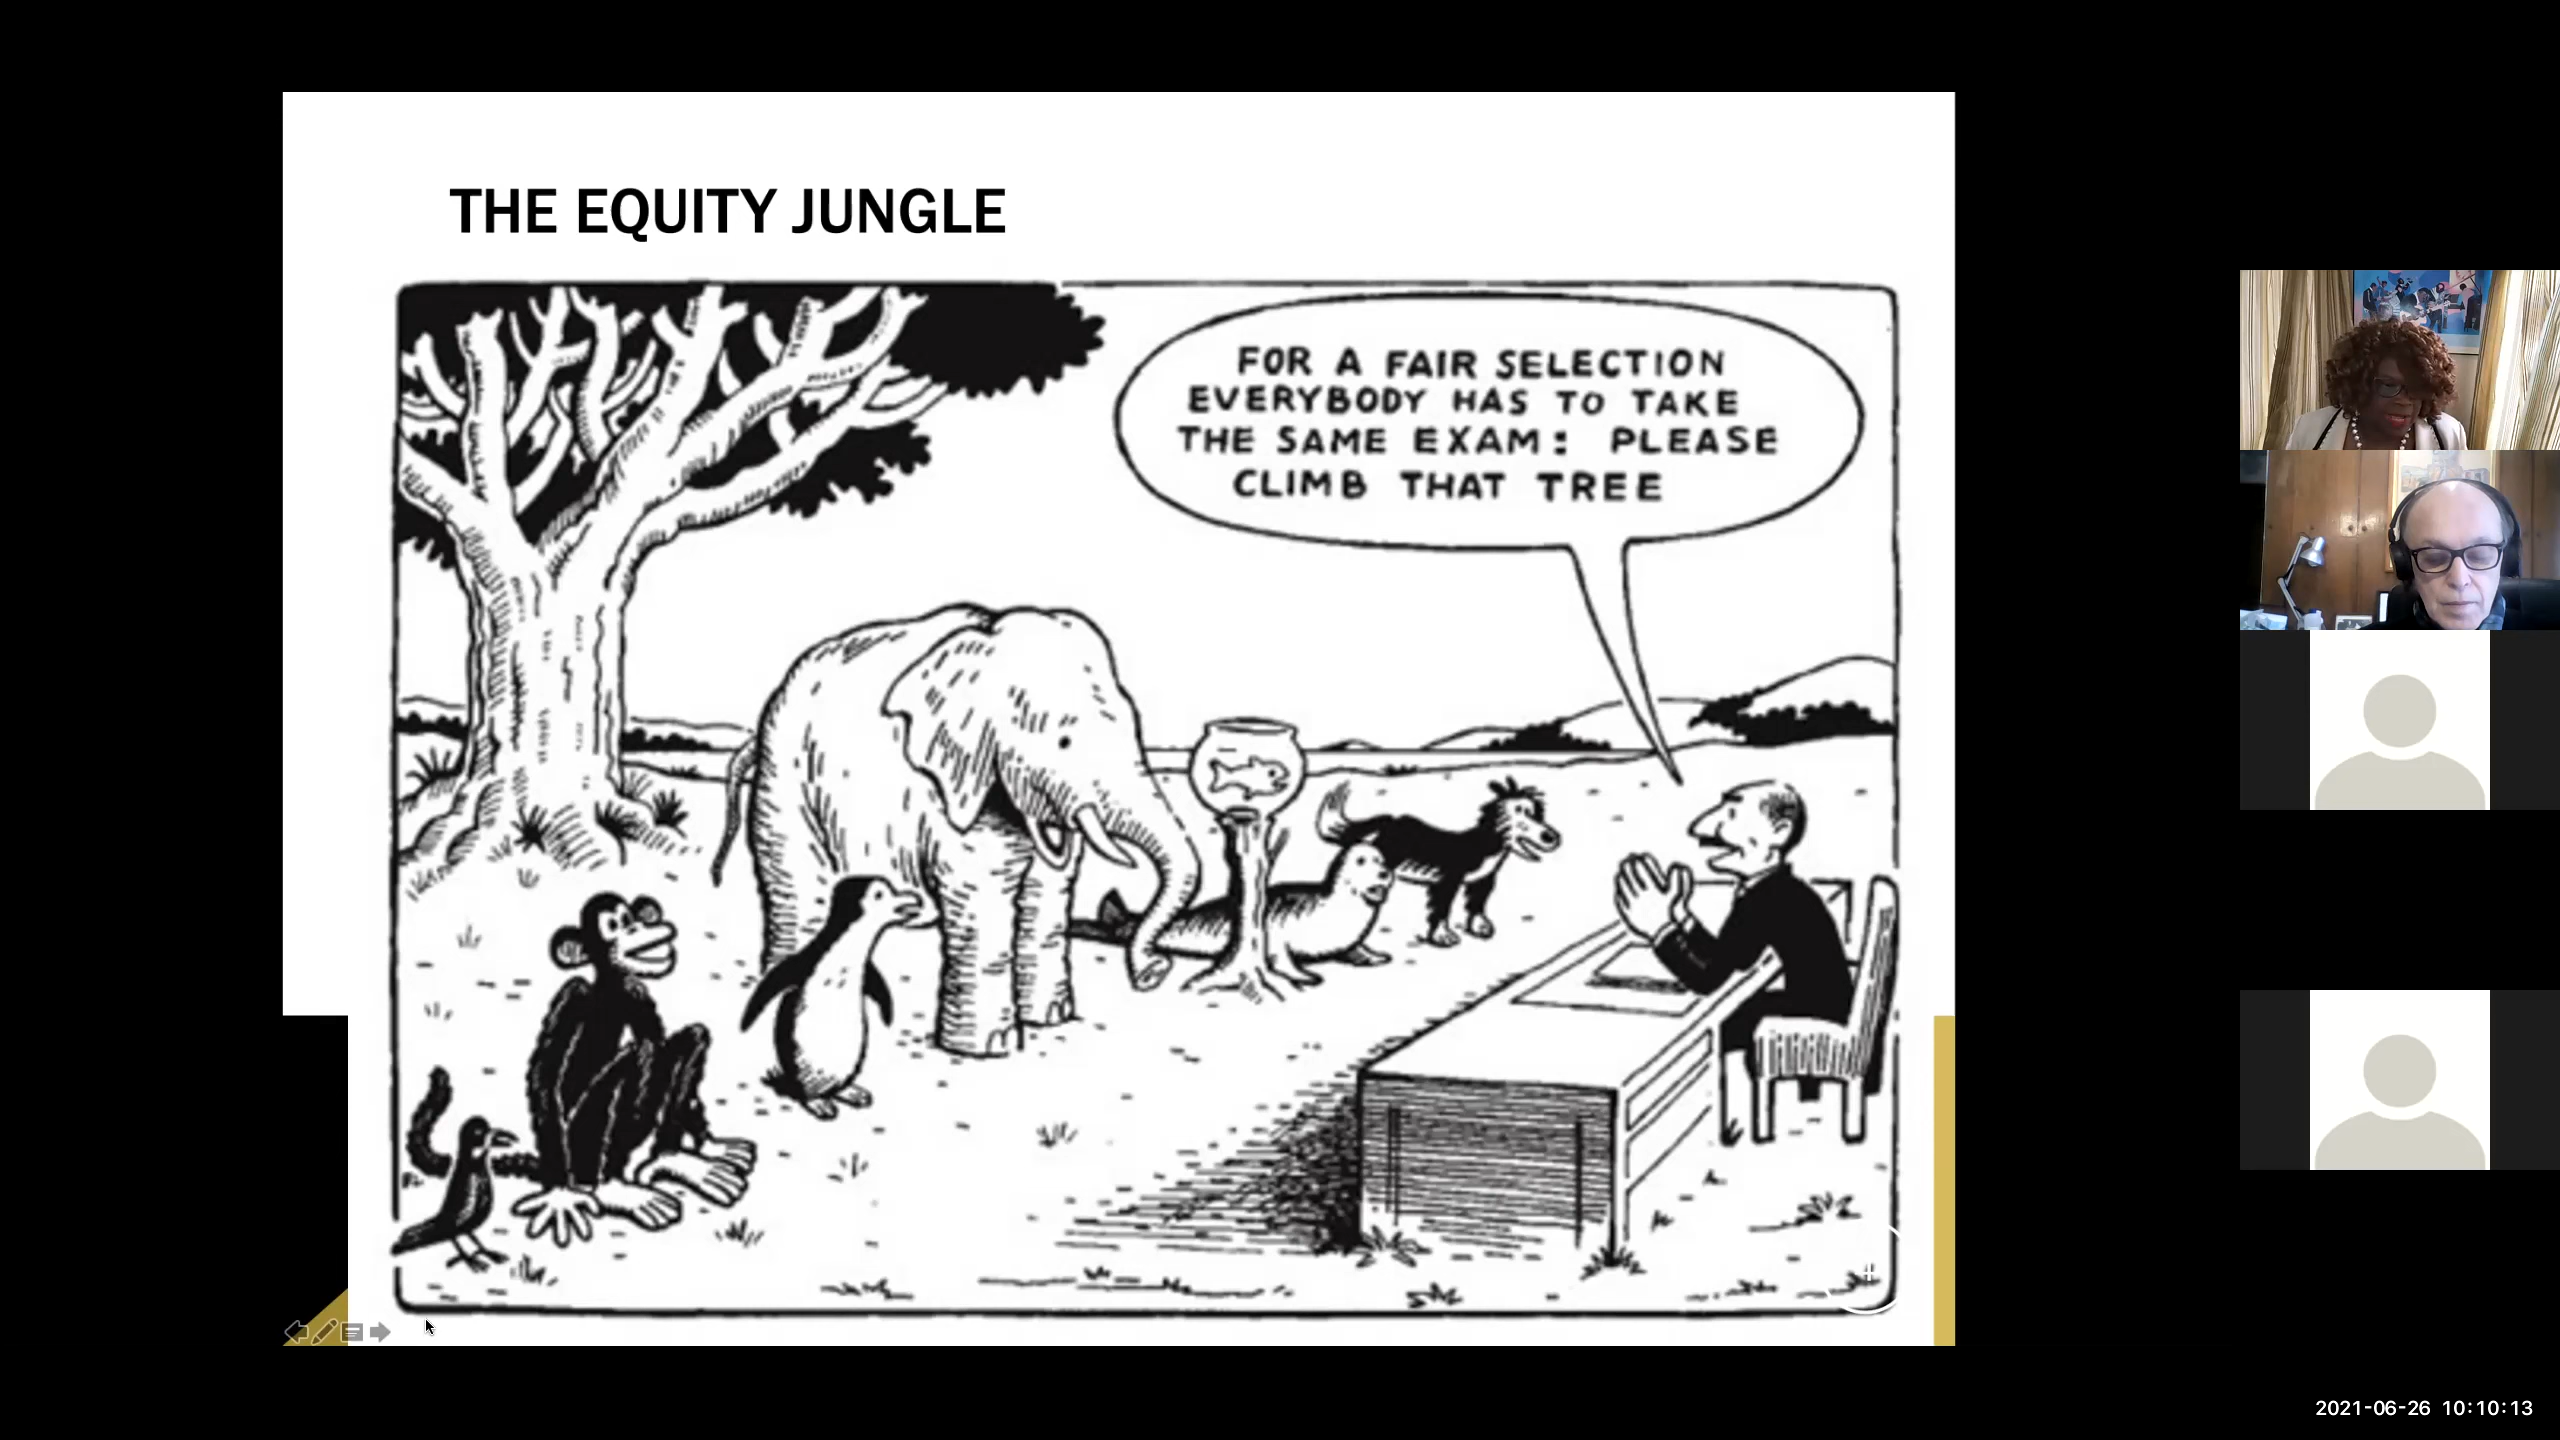 THE EQUITY JUNGLE
FOR A FAIR SELECTION
EVERYBODY HAS TO TAKE
THE SAME EXAM: PLEASE
CLIMB THAT TREE
2021-06-26 10:10:13